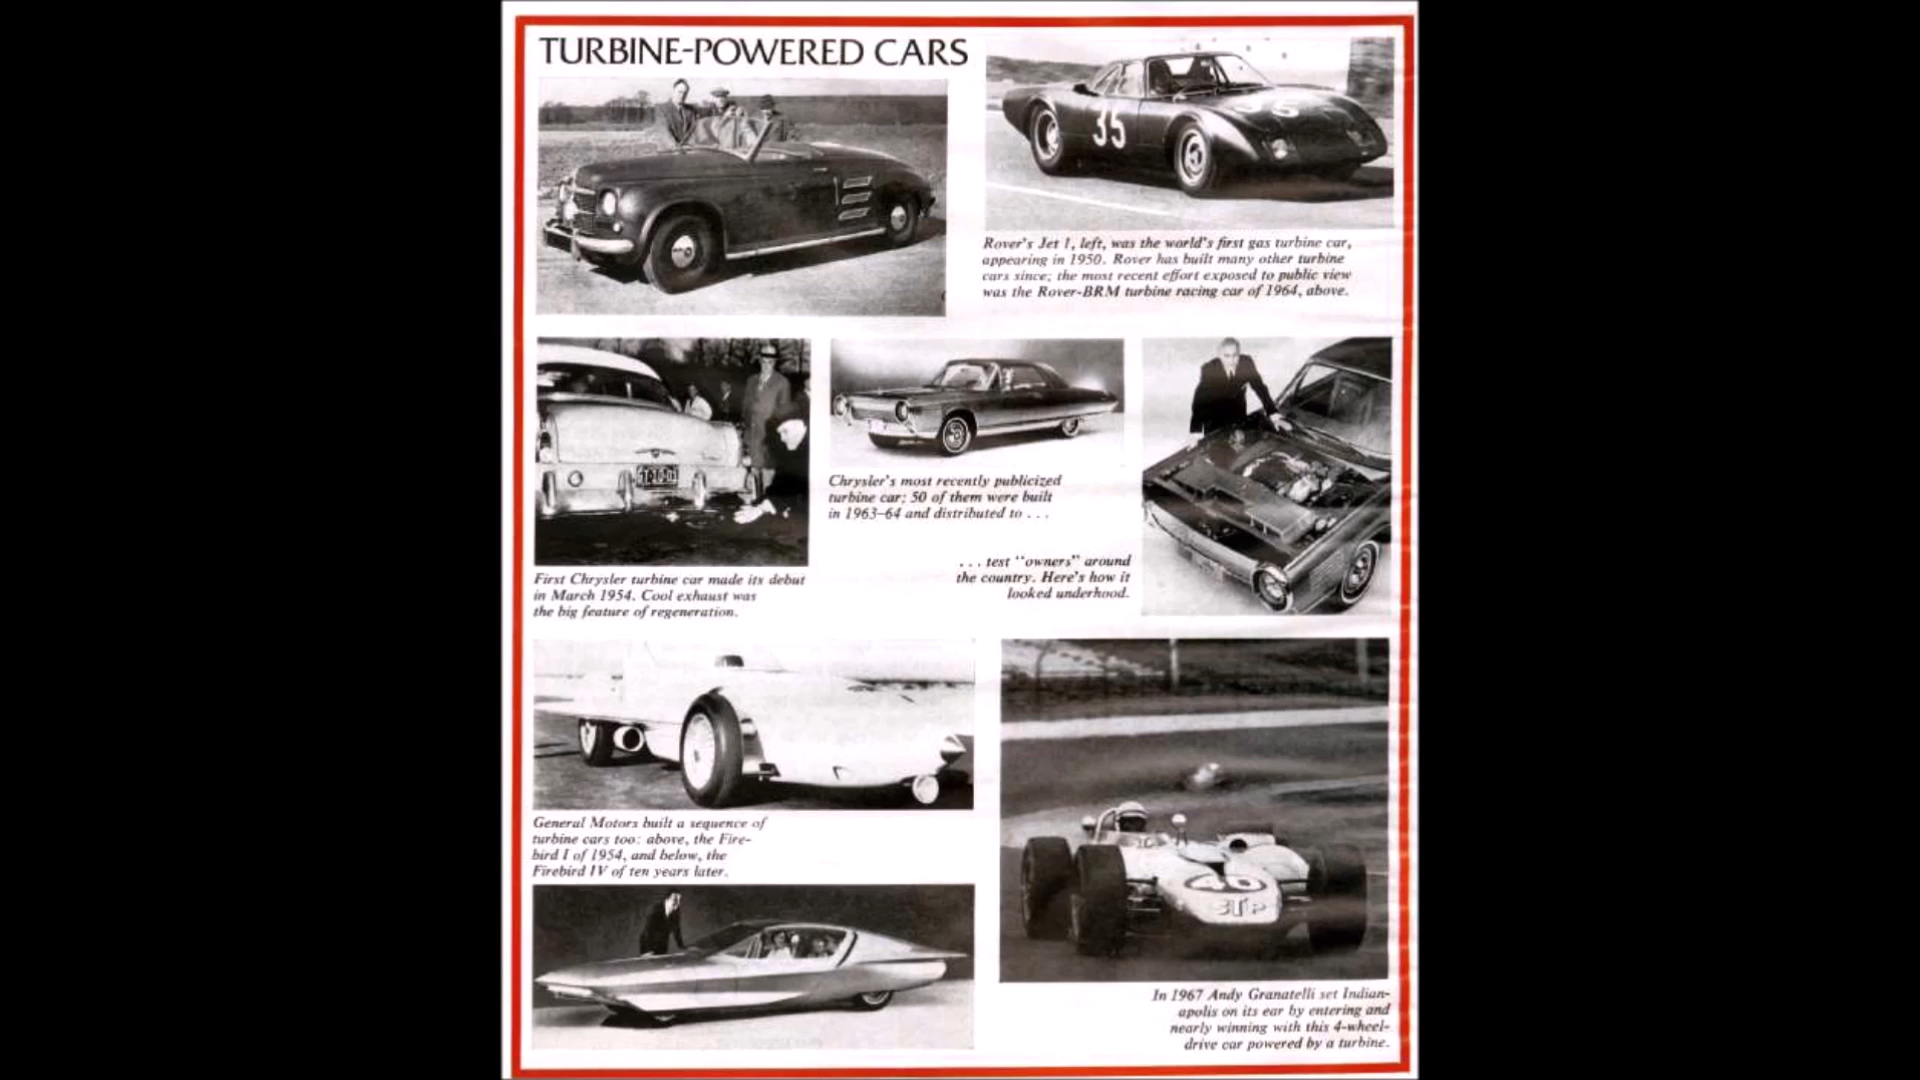 TURBINE-POWERED CARS
35
Rover's Jet 1, left, was the world's first gas turbine car,
appearing in 1950. Rover has built many other turbine
cars since; the most recent effort exposed to public view
was the Rover-BRM turbine racing car of 1964, above.
First Chrysler turbine car made its debut
in March 1954. Cool exhaust was
the big feature of regeneration.
Chrysler's most recently publicized
turbine car; 50 of them were built
in 1963–64 and distributed to . . .
. . . test "owners" around
the country. Here's how it
looked underhood.
General Motors built a sequence of
turbine cars too: above, the Fire-
bird I of 1954, and below, the
Firebird IV of ten years later.
40
STP
In 1967 Andy Granatelli set Indian-
apolis on its ear by entering and
nearly winning with this 4-wheel-
drive car powered by a turbine.